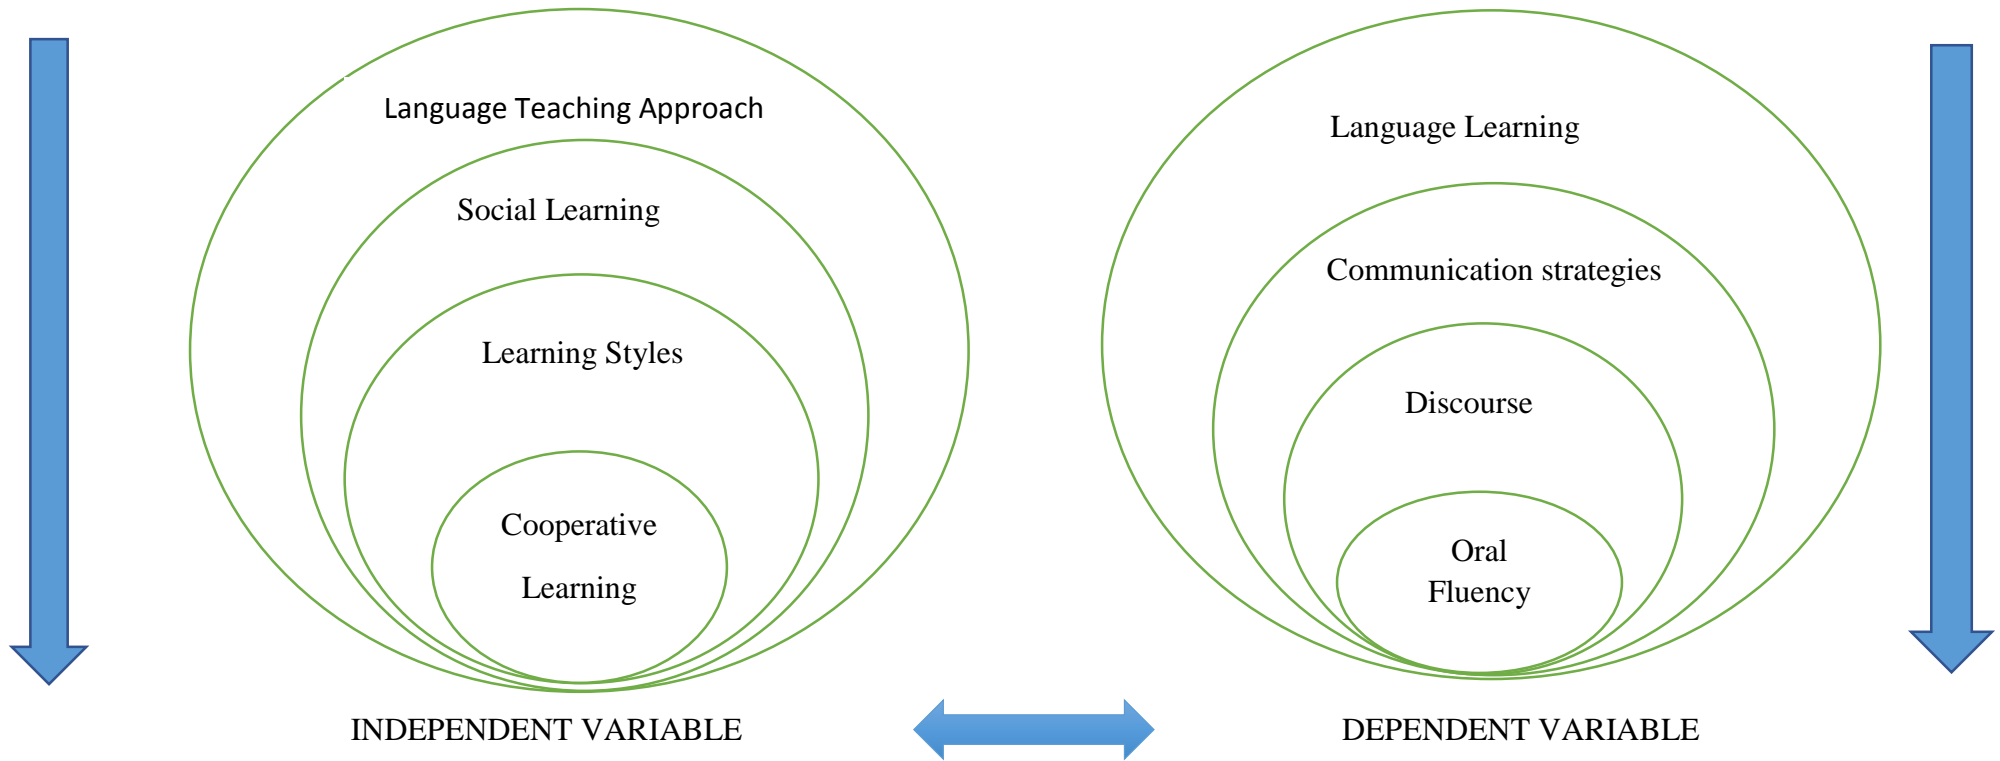 Language Teaching Approach
Social Learning
Learning Styles
Cooperative
Learning
INDEPENDENT VARIABLE
Language Learning
Communication strategies
Discourse
Oral
Fluency
DEPENDENT VARIABLE